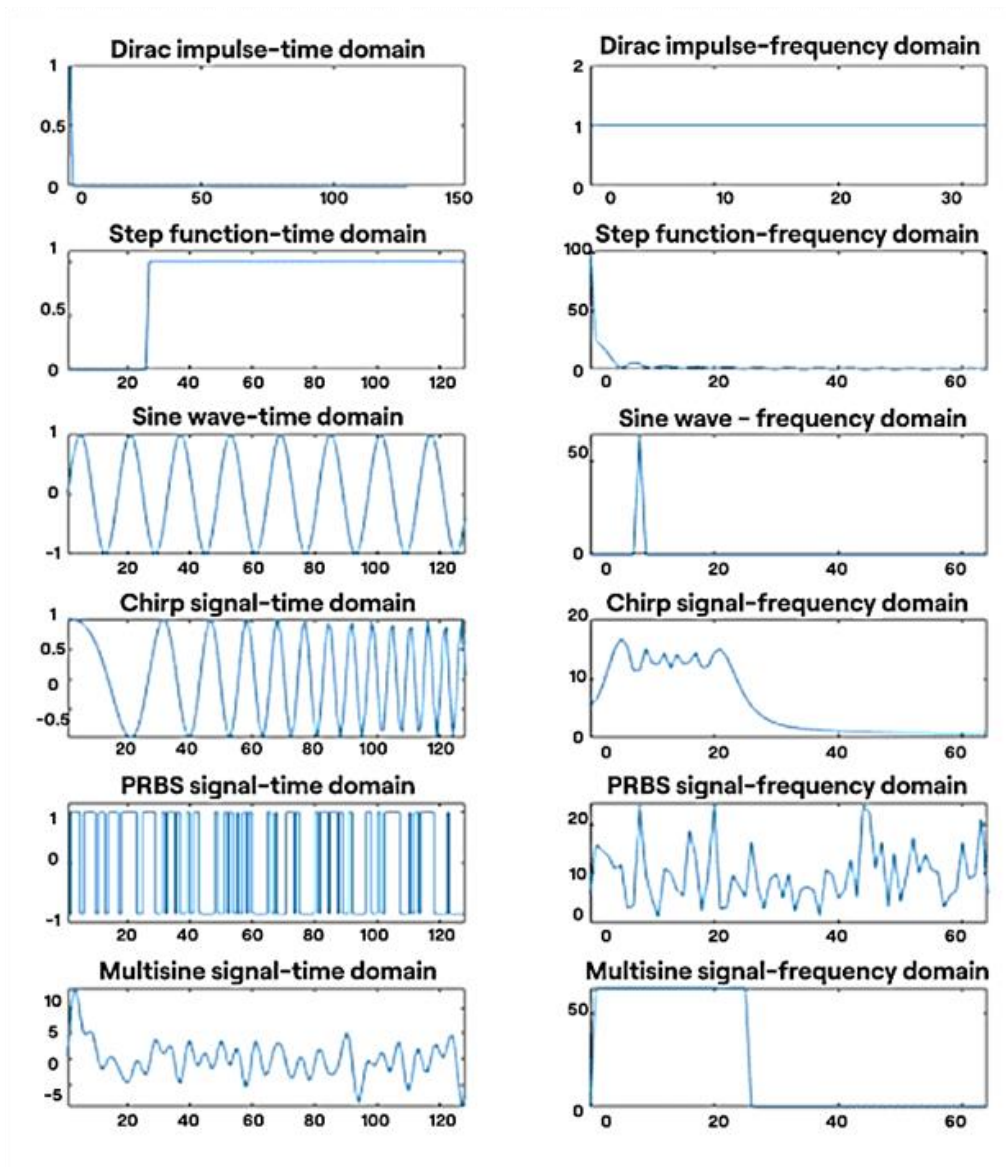 Dirac impulse-time domain
1
0.5
0
0 50 100 150
Dirac impulse-frequency domain
2
1
0
0 10 20 30
Step function-time domain
1
0.5
0
20 40 60 80 100 120
Step function-frequency domain
100
50
0
0 20 40 60
Sine wave-time domain
1
0
-1
20 40 60 80 100 120
Sine wave - frequency domain
50
0
0 20 40 60
Chirp signal-time domain
1
0.5
0
-0.5
20 40 60 80 100 120
Chirp signal-frequency domain
20
10
0
0 20 40 60
PRBS signal-time domain
1
0
-1
20 40 60 80 100 120
PRBS signal-frequency domain
20
10
0
0 20 40 60
Multisine signal-time domain
10
5
0
-5
20 40 60 80 100 120
Multisine signal-frequency domain
50
0
0 20 40 60